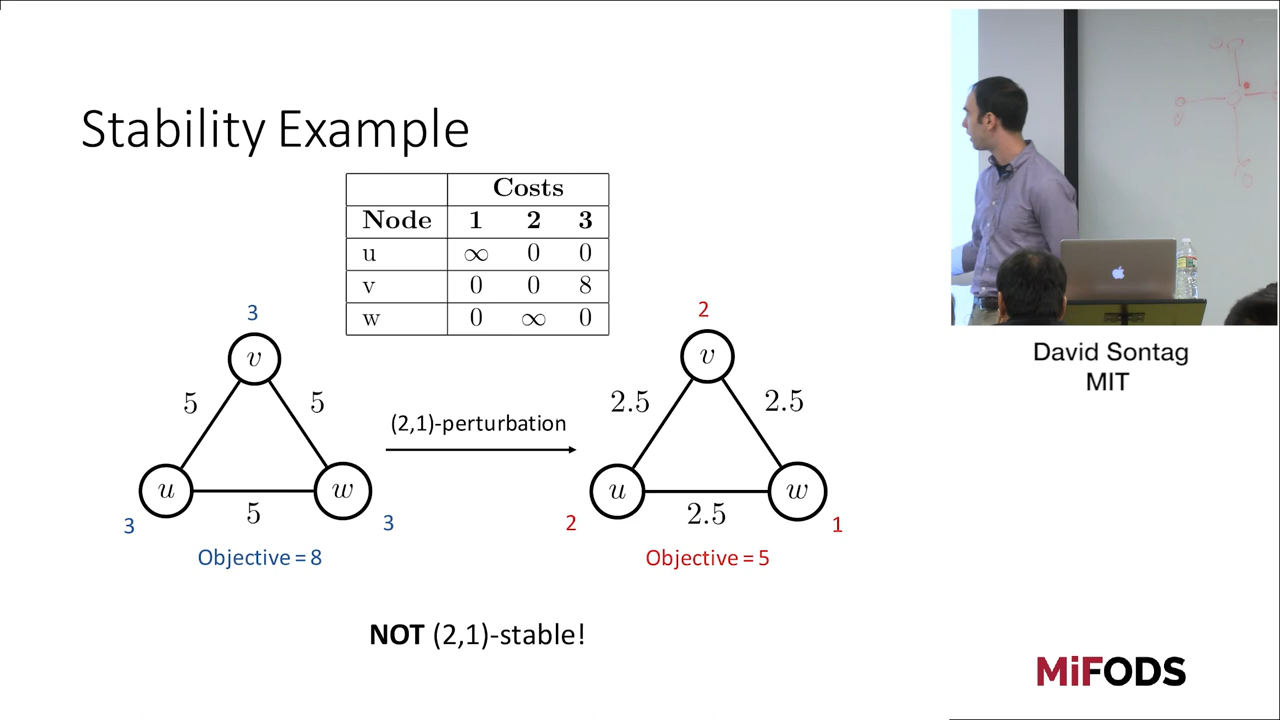 Stability Example
Costs
Node 1 2 3
u ∞ 0 0
v 0 0 8
w 0 ∞ 0
3
v
5 5
u w
5
3 3
Objective = 8
(2,1)-perturbation
2
v
2.5 2.5
u w
2.5
2 1
Objective = 5
NOT (2,1)-stable!
David Sontag
MIT
MiFODS